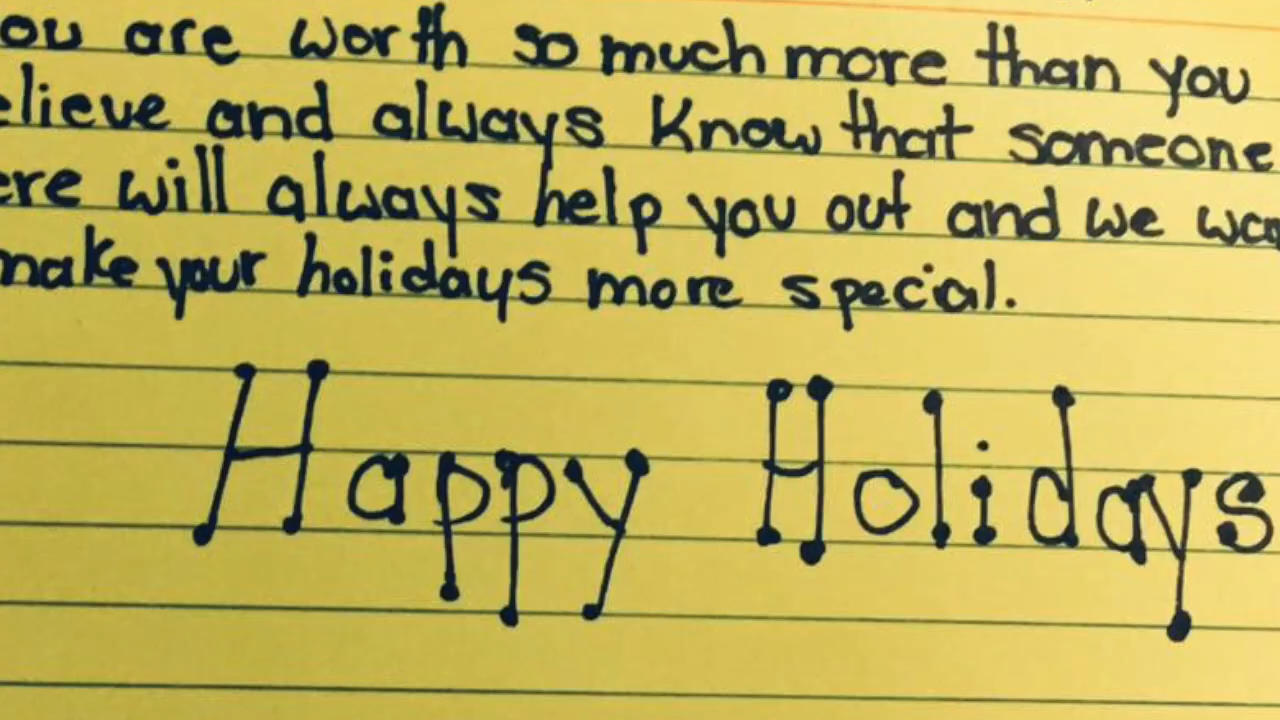 ou are worth so much more than you
elieve and always know that someone
ere will always help you out and we wa
make your holidays more special.
Happy Holidays